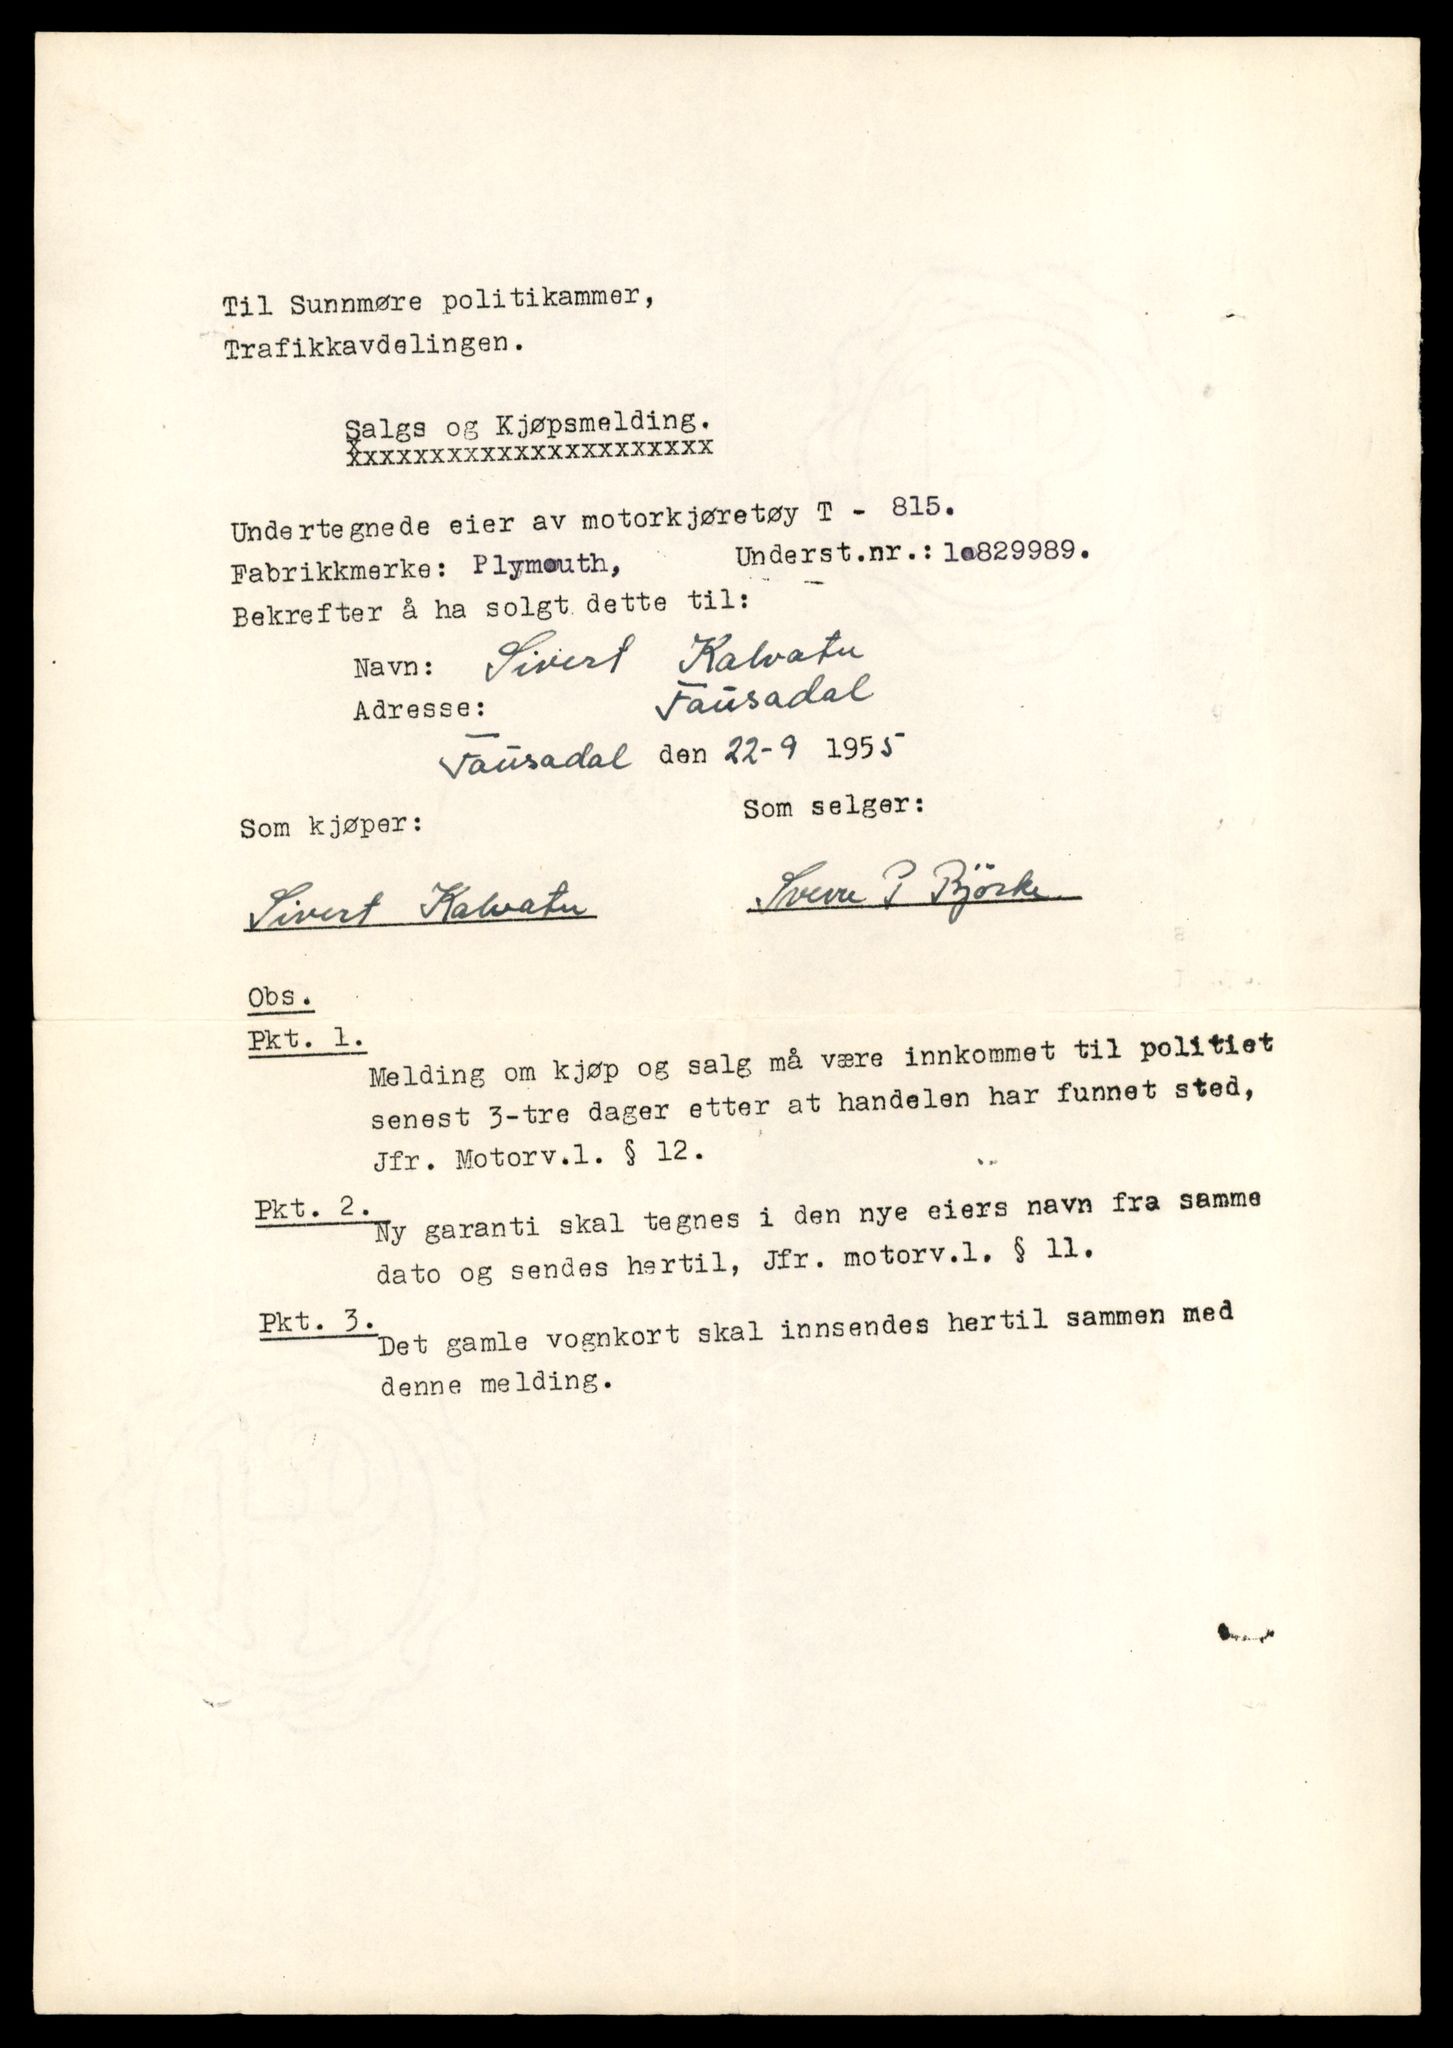 Til Sunnmøre politikammer,
Trafikkavdelingen.
Salgs og Kjøpsmelding.
xxxxxxxxxxxxxxxxxxxxxx
Undertegnede eier av motorkjøretøy T - 815.
Fabrikkmerke: Plymouth, Underst.nr.: 10829989.
Bekrefter å ha solgt dette til:
Navn: Sivert Kalvatn
Adresse: Fausadal
Fausadal den 22-9 1955
Som kjøper: Som selger:
Sivert Kalvatn Sverre P Björke
Obs.
Pkt. 1.
Melding om kjøp og salg må være innkommet til politiet
senest 3-tre dager etter at handelen har funnet sted,
Jfr. Motorv.l. § 12.
Pkt. 2.
Ny garanti skal tegnes i den nye eiers navn fra samme
dato og sendes hertil, Jfr. motorv.l. § 11.
Pkt. 3.
Det gamle vognkort skal innsendes hertil sammen med
denne melding.